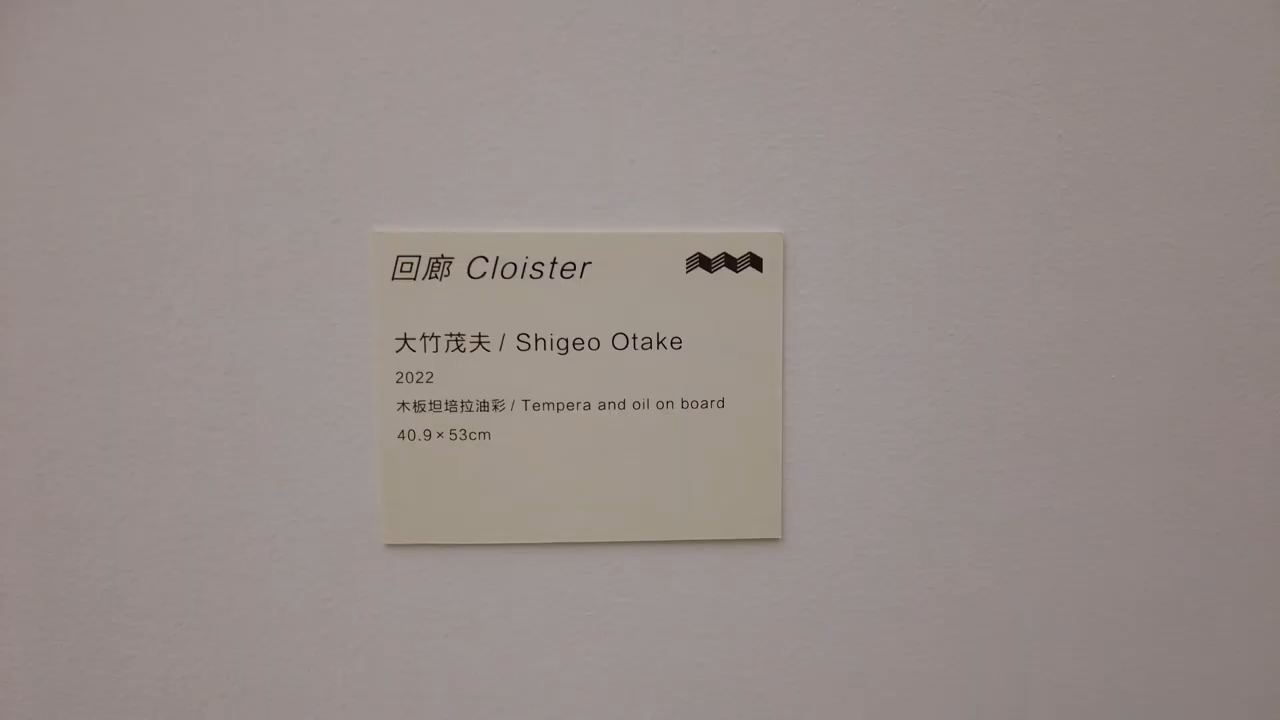 回廊 Cloister
大竹茂夫 / Shigeo Otake
2022
木板坦培拉油彩 / Tempera and oil on board
40.9 × 53cm